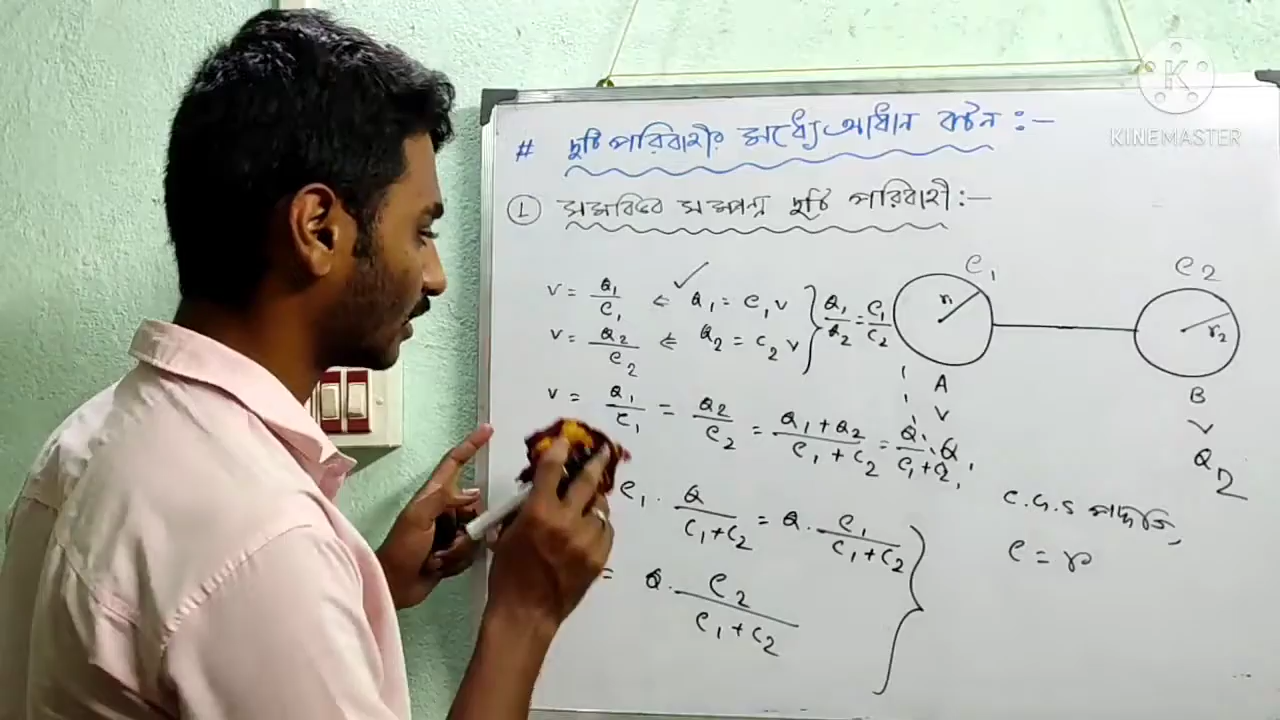 KINEMASTER
# দুটি পরিবাহীর মধ্যে আধান বণ্টন :-
① সমবিভব সম্পন্ন দুটি পরিবাহী :-
V = Q₁/C₁ ⇐ Q₁ = C₁V } Q₁/Q₂ = C₁/C₂
V = Q₂/C₂ ⇐ Q₂ = C₂V
V = Q₁/C₁ = Q₂/C₂ = (Q₁+Q₂)/(C₁+C₂) =
C₁ . Q/(C₁+C₂) = Q . C₁/(C₁+C₂)
= Q . C₂/(C₁+C₂)
C₁
r₁
A
V
Q₁
C₂
r₂
B
V
Q₂
C.G.S পদ্ধতি,
C = r